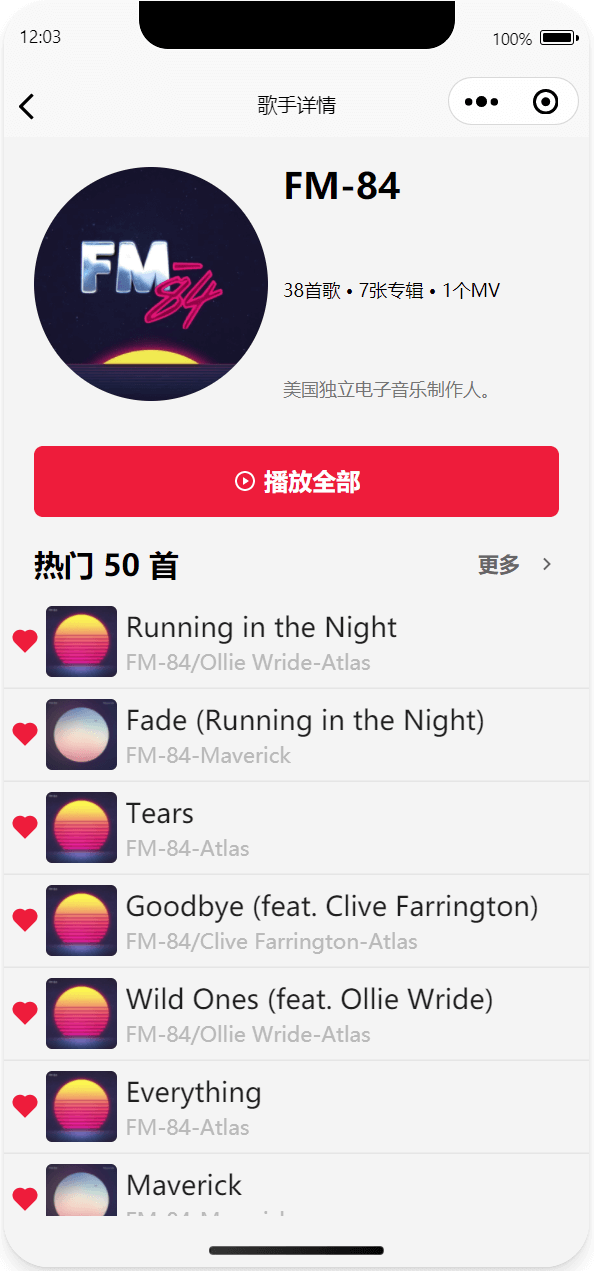 12:03
100%
歌手详情
FM-84
FM-84
38首歌 • 7张专辑 • 1个MV
美国独立电子音乐制作人。
播放全部
热门 50 首
更多
Running in the Night
FM-84/Ollie Wride-Atlas
Fade (Running in the Night)
FM-84-Maverick
Tears
FM-84-Atlas
Goodbye (feat. Clive Farrington)
FM-84/Clive Farrington-Atlas
Wild Ones (feat. Ollie Wride)
FM-84/Ollie Wride-Atlas
Everything
FM-84-Atlas
Maverick